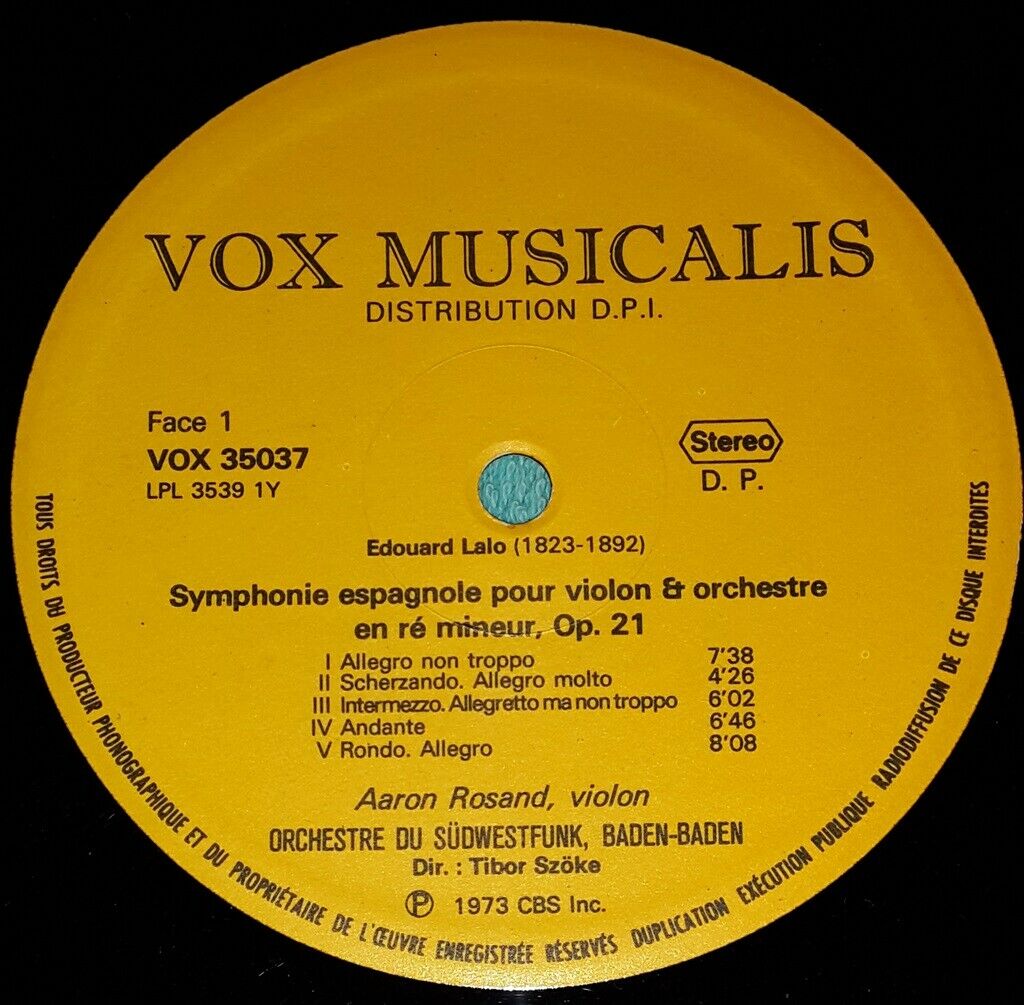 VOX MUSICALIS
DISTRIBUTION D.P.I.
Face 1
VOX 35037
LPL 3539 1Y
Stereo
D. P.
Edouard Lalo (1823-1892)
Symphonie espagnole pour violon & orchestre
en ré mineur, Op. 21
I Allegro non troppo 7'38
II Scherzando. Allegro molto 4'26
III Intermezzo. Allegretto ma non troppo 6'02
IV Andante 6'46
V Rondo. Allegro 8'08
Aaron Rosand, violon
ORCHESTRE DU SÜDWESTFUNK, BADEN-BADEN
Dir. : Tibor Szöke
℗ 1973 CBS Inc.
TOUS DROITS DU PRODUCTEUR PHONOGRAPHIQUE ET DU PROPRIÉTAIRE DE L'ŒUVRE ENREGISTRÉE RÉSERVÉS DUPLICATION EXÉCUTION PUBLIQUE RADIODIFFUSION DE CE DISQUE INTERDITES